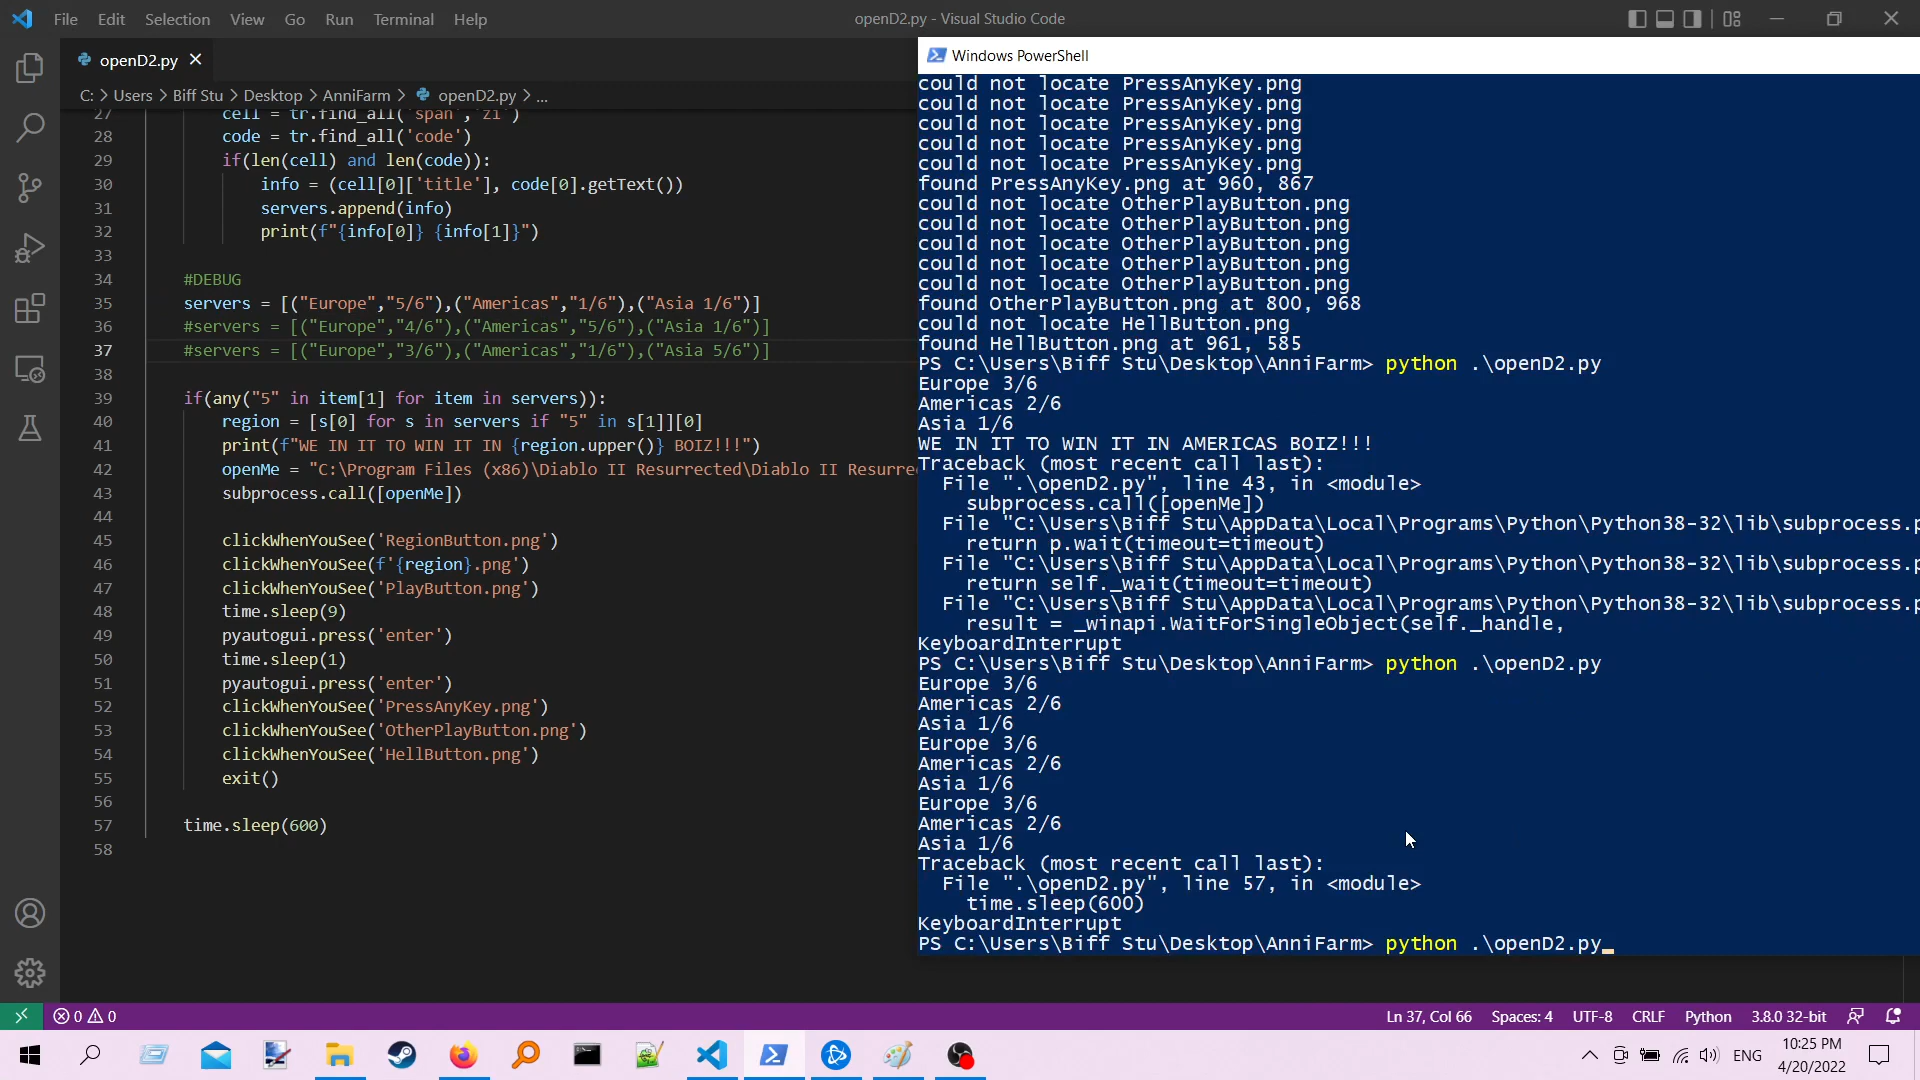 File Edit Selection View Go Run Terminal Help
openD2.py - Visual Studio Code
openD2.py
C: > Users > Biff Stu > Desktop > AnniFarm > openD2.py > ...
27 cell = tr.find_all('span','zi')
28 code = tr.find_all('code')
29 if(len(cell) and len(code)):
30 info = (cell[0]['title'], code[0].getText())
31 servers.append(info)
32 print(f"{info[0]} {info[1]}")
33
34 #DEBUG
35 servers = [("Europe","5/6"),("Americas","1/6"),("Asia 1/6")]
36 #servers = [("Europe","4/6"),("Americas","5/6"),("Asia 1/6")]
37 #servers = [("Europe","3/6"),("Americas","1/6"),("Asia 5/6")]
38
39 if(any("5" in item[1] for item in servers)):
40 region = [s[0] for s in servers if "5" in s[1]][0]
41 print(f"WE IN IT TO WIN IT IN {region.upper()} BOIZ!!!")
42 openMe = "C:\Program Files (x86)\Diablo II Resurrected\Diablo II Resurre
43 subprocess.call([openMe])
44
45 clickWhenYouSee('RegionButton.png')
46 clickWhenYouSee(f'{region}.png')
47 clickWhenYouSee('PlayButton.png')
48 time.sleep(9)
49 pyautogui.press('enter')
50 time.sleep(1)
51 pyautogui.press('enter')
52 clickWhenYouSee('PressAnyKey.png')
53 clickWhenYouSee('OtherPlayButton.png')
54 clickWhenYouSee('HellButton.png')
55 exit()
56
57 time.sleep(600)
58
Windows PowerShell
could not locate PressAnyKey.png
could not locate PressAnyKey.png
could not locate PressAnyKey.png
could not locate PressAnyKey.png
could not locate PressAnyKey.png
found PressAnyKey.png at 960, 867
could not locate OtherPlayButton.png
could not locate OtherPlayButton.png
could not locate OtherPlayButton.png
could not locate OtherPlayButton.png
could not locate OtherPlayButton.png
found OtherPlayButton.png at 800, 968
could not locate HellButton.png
found HellButton.png at 961, 585
PS C:\Users\Biff Stu\Desktop\AnniFarm> python .\openD2.py
Europe 3/6
Americas 2/6
Asia 1/6
WE IN IT TO WIN IT IN AMERICAS BOIZ!!!
Traceback (most recent call last):
File ".\openD2.py", line 43, in <module>
subprocess.call([openMe])
File "C:\Users\Biff Stu\AppData\Local\Programs\Python\Python38-32\lib\subprocess.p
return p.wait(timeout=timeout)
File "C:\Users\Biff Stu\AppData\Local\Programs\Python\Python38-32\lib\subprocess.p
return self._wait(timeout=timeout)
File "C:\Users\Biff Stu\AppData\Local\Programs\Python\Python38-32\lib\subprocess.p
result = _winapi.WaitForSingleObject(self._handle,
KeyboardInterrupt
PS C:\Users\Biff Stu\Desktop\AnniFarm> python .\openD2.py
Europe 3/6
Americas 2/6
Asia 1/6
Europe 3/6
Americas 2/6
Asia 1/6
Europe 3/6
Americas 2/6
Asia 1/6
Traceback (most recent call last):
File ".\openD2.py", line 57, in <module>
time.sleep(600)
KeyboardInterrupt
PS C:\Users\Biff Stu\Desktop\AnniFarm> python .\openD2.py
0 0
Ln 37, Col 66 Spaces: 4 UTF-8 CRLF Python 3.8.0 32-bit
ENG
10:25 PM
4/20/2022